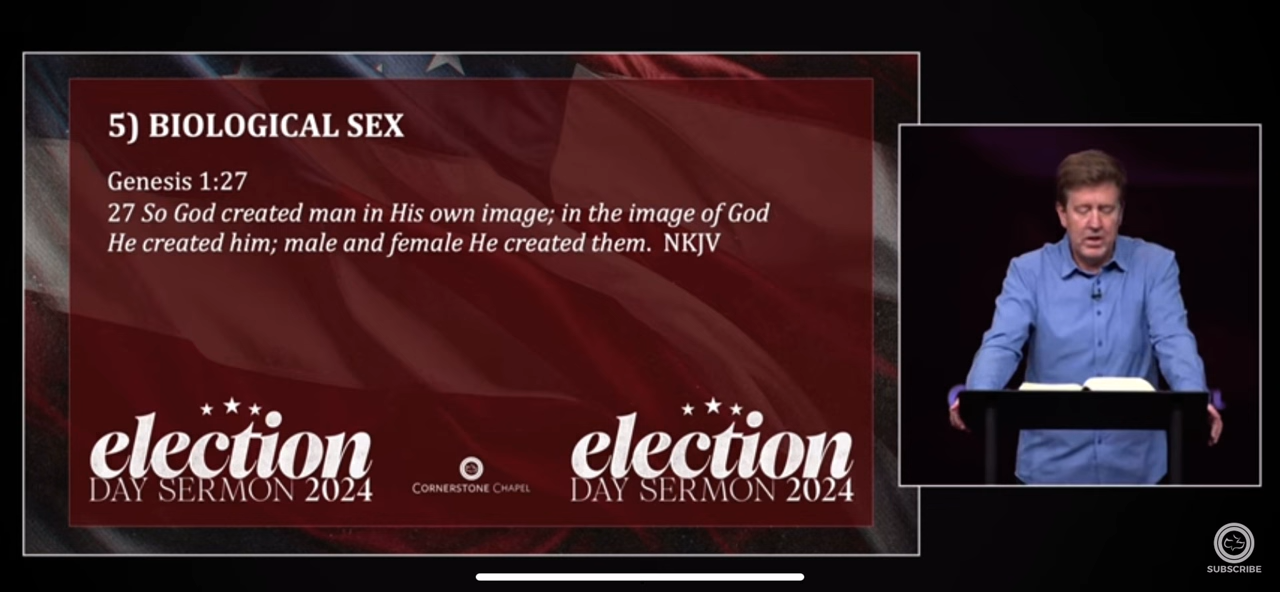 5) BIOLOGICAL SEX
Genesis 1:27
27 So God created man in His own image; in the image of God
He created him; male and female He created them. NKJV
election
DAY SERMON 2024
CORNERSTONE CHAPEL
election
DAY SERMON 2024
SUBSCRIBE